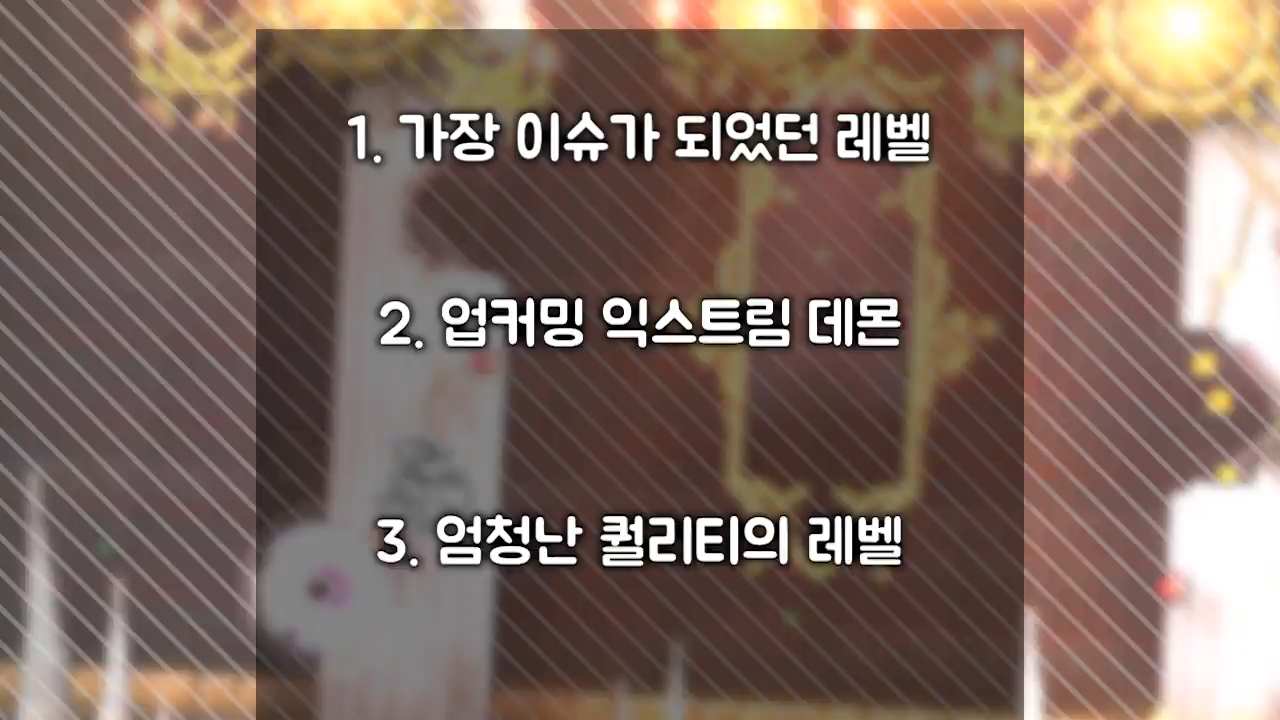 1. 가장 이슈가 되었던 레벨
2. 업커밍 익스트림 데몬
3. 엄청난 퀄리티의 레벨